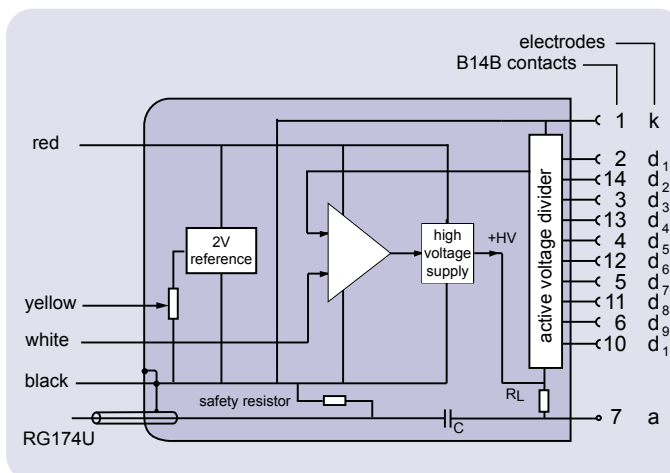 electrodes
B14B contacts
1 k
red
2 d1
14 d2
3 d3
13 d4
4 d5
12 d6
5 d7
11 d8
6 d9
10 d1
2V
reference
high
voltage
supply
+HV
active voltage divider
yellow
white
black
safety resistor
RL
C
7 a
RG174U